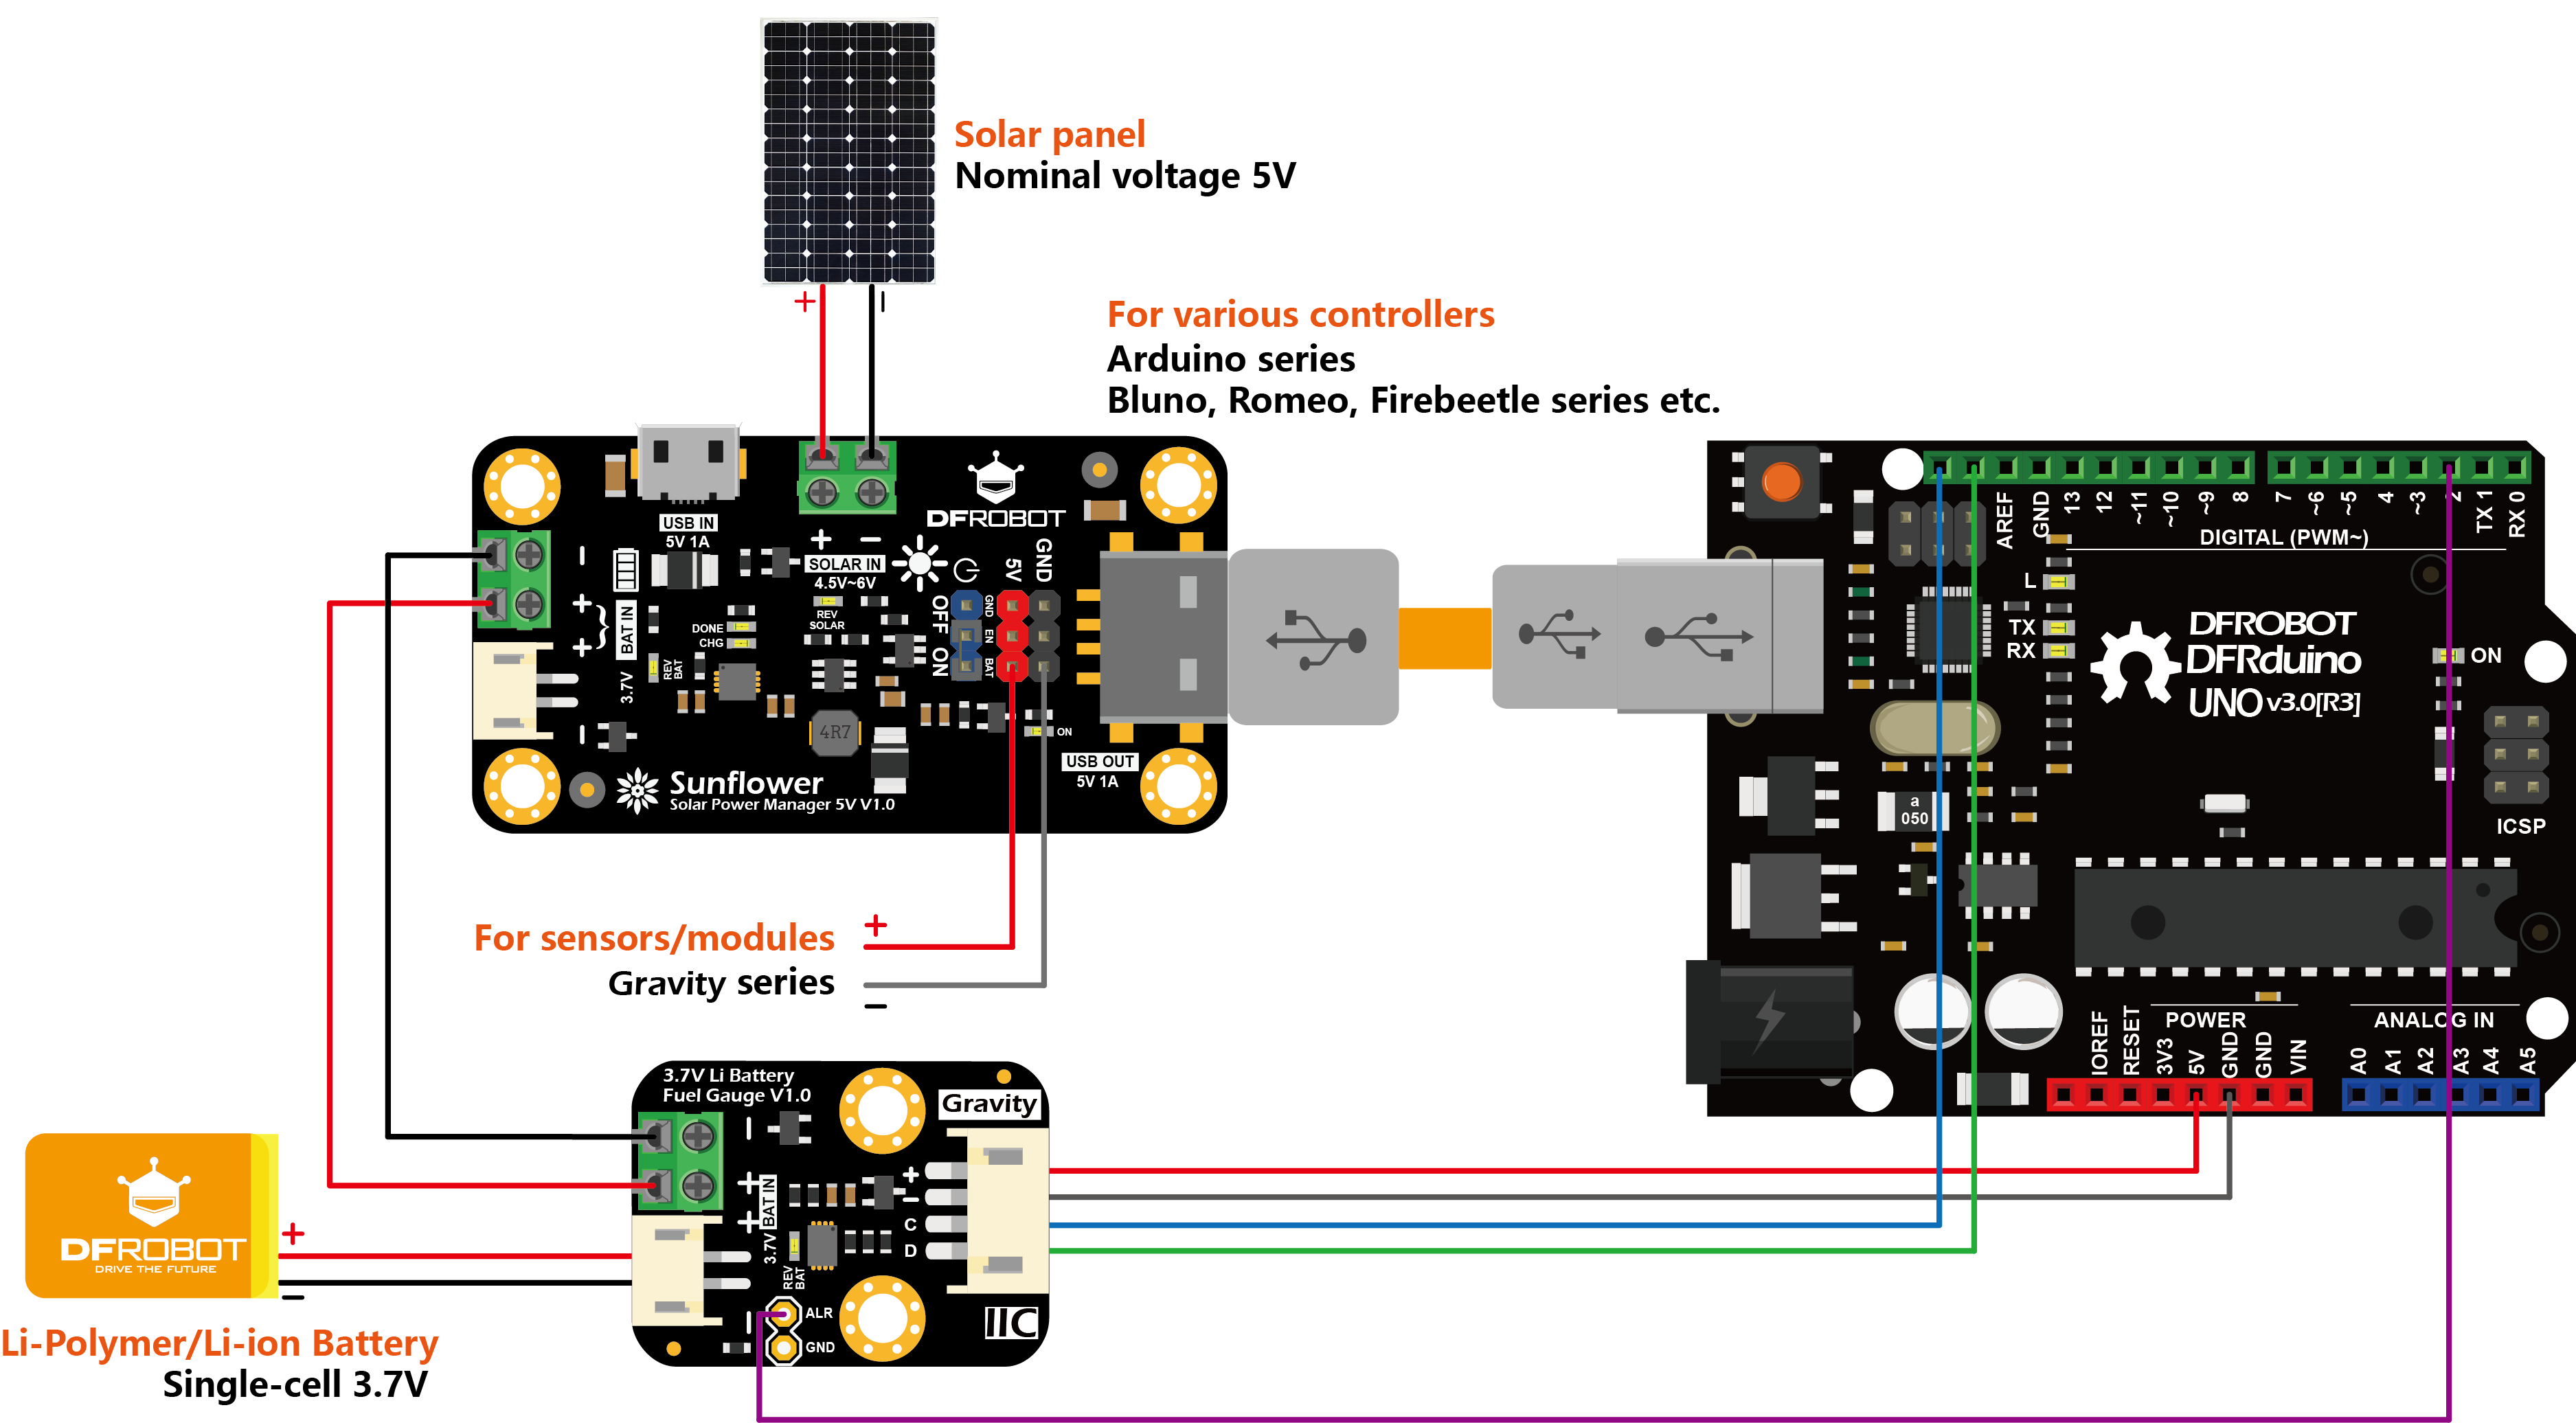 Solar panel
Nominal voltage 5V
+
−
For various controllers
Arduino series
Bluno, Romeo, Firebeetle series etc.
USB IN
5V 1A
+ −
SOLAR IN
4.5V~6V
REV
SOLAR
DFROBOT
OFF
ON
5V
GND
GND
EN
BAT
−
+
+
−
BAT IN
3.7V
REV
BAT
DONE
CHG
4R7
ON
USB OUT
5V 1A
Sunflower
Solar Power Manager 5V V1.0
AREF
GND
13
12
~11
~10
~9
8
7
~6
~5
4
~3
2
TX 1
RX 0
DIGITAL (PWM~)
L
TX
RX
DFROBOT
DFRduino
UNO v3.0[R3]
ON
ICSP
a
050
POWER
ANALOG IN
IOREF
RESET
3V3
5V
GND
GND
VIN
A0
A1
A2
A3
A4
A5
+
For sensors/modules
Gravity series
−
3.7V Li Battery
Fuel Gauge V1.0
Gravity
−
+
+
−
BAT IN
3.7V
REV
BAT
+
−
C
D
ALR
GND
IIC
DFROBOT
DRIVE THE FUTURE
+
−
Li-Polymer/Li-ion Battery
Single-cell 3.7V